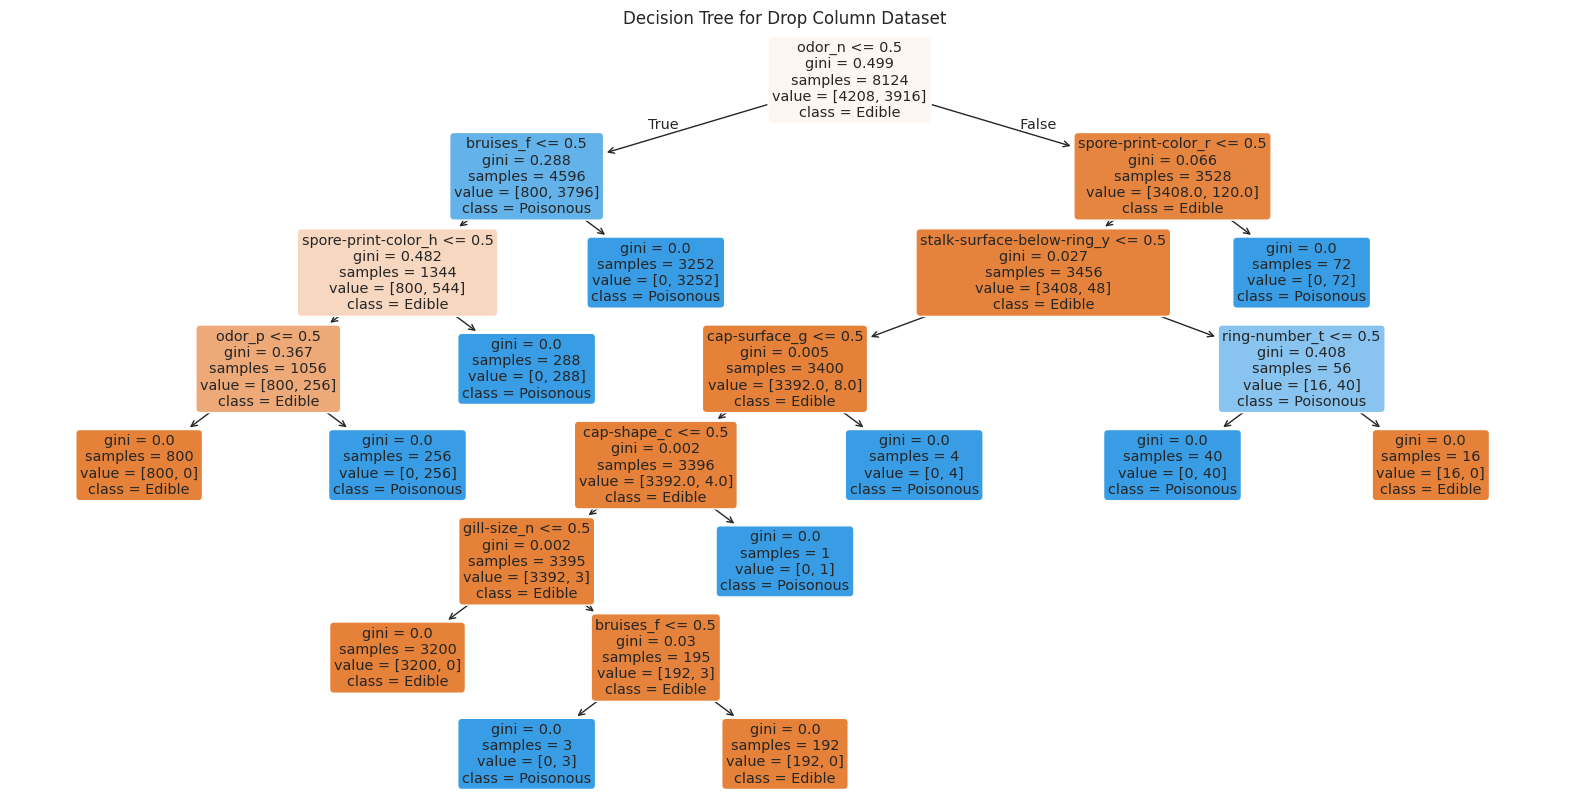 Decision Tree for Drop Column Dataset
odor_n <= 0.5
gini = 0.499
samples = 8124
value = [4208, 3916]
class = Edible
True
False
bruises_f <= 0.5
gini = 0.288
samples = 4596
value = [800, 3796]
class = Poisonous
spore-print-color_r <= 0.5
gini = 0.066
samples = 3528
value = [3408.0, 120.0]
class = Edible
spore-print-color_h <= 0.5
gini = 0.482
samples = 1344
value = [800, 544]
class = Edible
gini = 0.0
samples = 3252
value = [0, 3252]
class = Poisonous
stalk-surface-below-ring_y <= 0.5
gini = 0.027
samples = 3456
value = [3408, 48]
class = Edible
gini = 0.0
samples = 72
value = [0, 72]
class = Poisonous
odor_p <= 0.5
gini = 0.367
samples = 1056
value = [800, 256]
class = Edible
gini = 0.0
samples = 288
value = [0, 288]
class = Poisonous
cap-surface_g <= 0.5
gini = 0.005
samples = 3400
value = [3392.0, 8.0]
class = Edible
ring-number_t <= 0.5
gini = 0.408
samples = 56
value = [16, 40]
class = Poisonous
gini = 0.0
samples = 800
value = [800, 0]
class = Edible
gini = 0.0
samples = 256
value = [0, 256]
class = Poisonous
cap-shape_c <= 0.5
gini = 0.002
samples = 3396
value = [3392.0, 4.0]
class = Edible
gini = 0.0
samples = 4
value = [0, 4]
class = Poisonous
gini = 0.0
samples = 40
value = [0, 40]
class = Poisonous
gini = 0.0
samples = 16
value = [16, 0]
class = Edible
gill-size_n <= 0.5
gini = 0.002
samples = 3395
value = [3392, 3]
class = Edible
gini = 0.0
samples = 1
value = [0, 1]
class = Poisonous
gini = 0.0
samples = 3200
value = [3200, 0]
class = Edible
bruises_f <= 0.5
gini = 0.03
samples = 195
value = [192, 3]
class = Edible
gini = 0.0
samples = 3
value = [0, 3]
class = Poisonous
gini = 0.0
samples = 192
value = [192, 0]
class = Edible